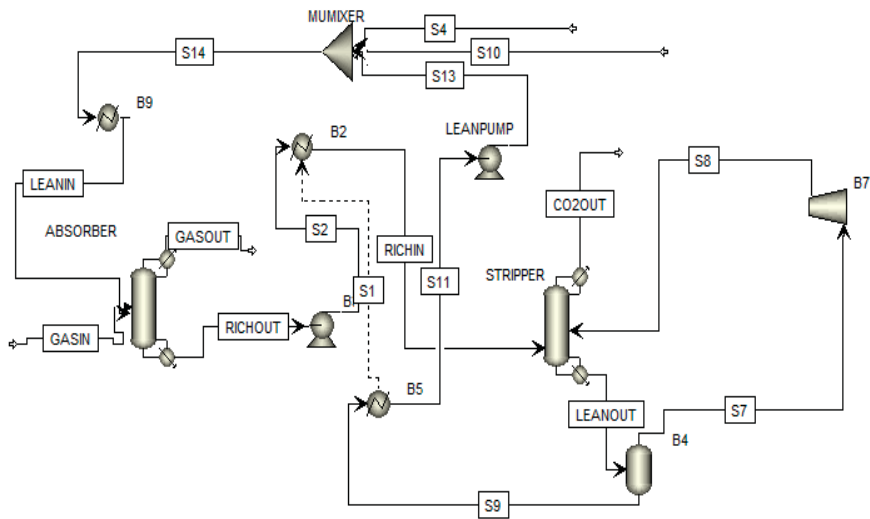 MUMIXER
S4
S14
S10
S13
B9
B2
LEANPUMP
S8
B7
LEANIN
CO2OUT
ABSORBER
GASOUT
S2
RICHIN
S11
STRIPPER
S1
B
RICHOUT
GASIN
B5
LEANOUT
S7
B4
S9